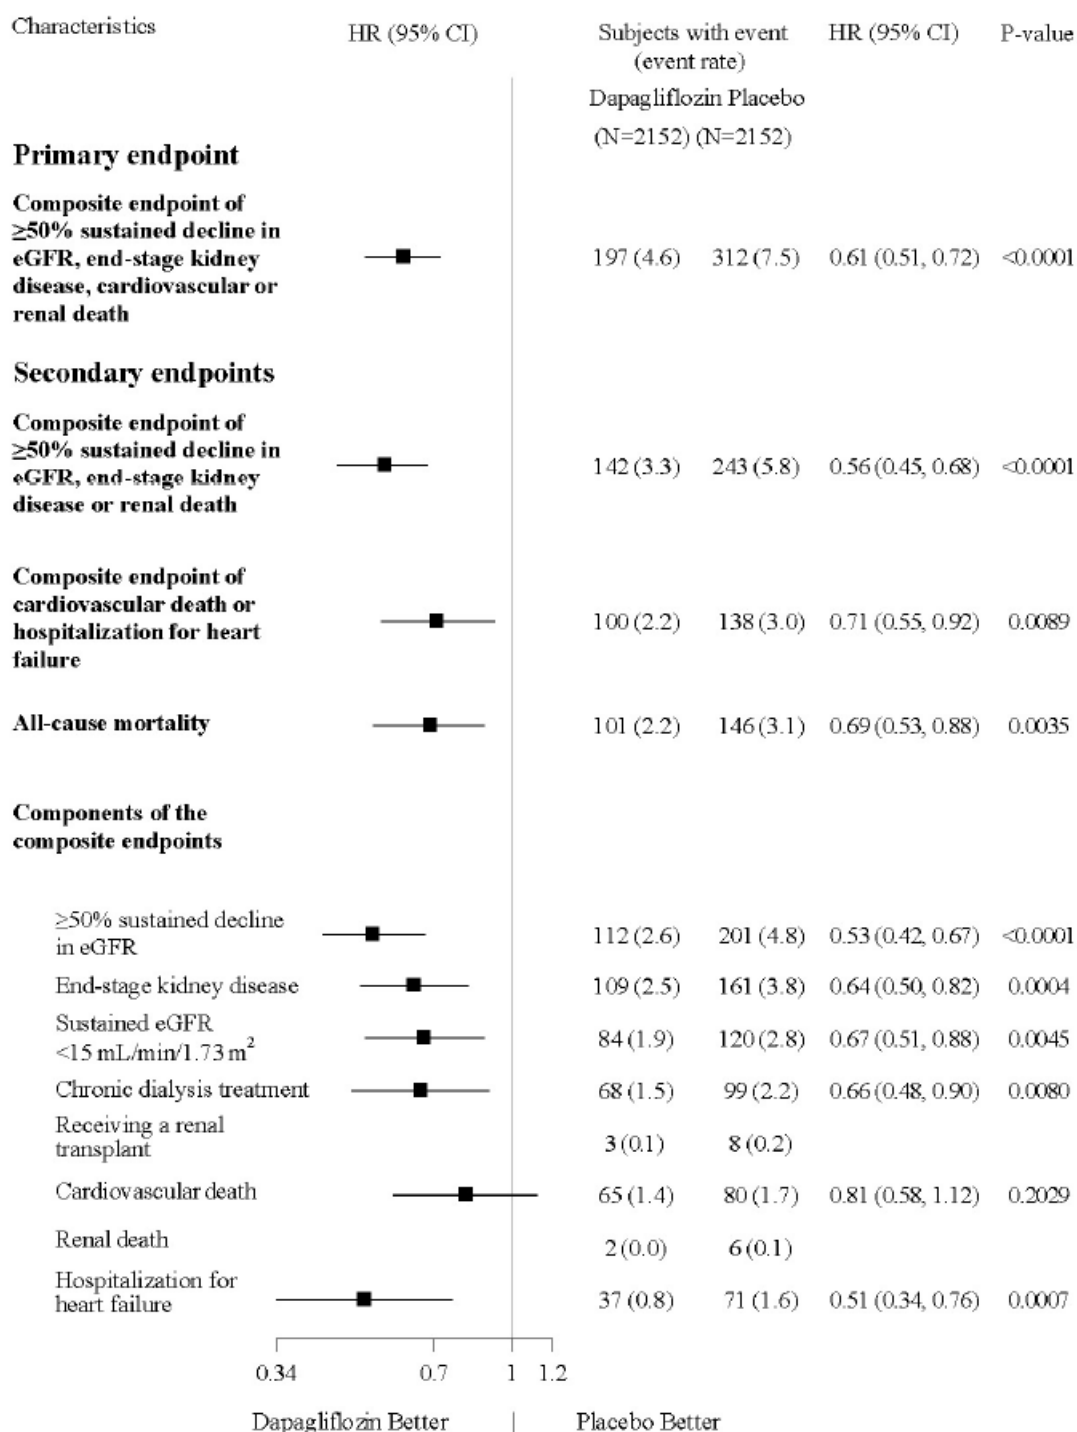 Characteristics HR (95% CI) Subjects with event HR (95% CI) P-value
(event rate)
Dapagliflozin Placebo
(N=2152) (N=2152)
Primary endpoint
Composite endpoint of
≥50% sustained decline in
eGFR, end-stage kidney 197 (4.6) 312 (7.5) 0.61 (0.51, 0.72) <0.0001
disease, cardiovascular or
renal death
Secondary endpoints
Composite endpoint of
≥50% sustained decline in
eGFR, end-stage kidney 142 (3.3) 243 (5.8) 0.56 (0.45, 0.68) <0.0001
disease or renal death
Composite endpoint of
cardiovascular death or
hospitalization for heart 100 (2.2) 138 (3.0) 0.71 (0.55, 0.92) 0.0089
failure
All-cause mortality 101 (2.2) 146 (3.1) 0.69 (0.53, 0.88) 0.0035
Components of the
composite endpoints
≥50% sustained decline
in eGFR 112 (2.6) 201 (4.8) 0.53 (0.42, 0.67) <0.0001
End-stage kidney disease 109 (2.5) 161 (3.8) 0.64 (0.50, 0.82) 0.0004
Sustained eGFR
<15 mL/min/1.73 m² 84 (1.9) 120 (2.8) 0.67 (0.51, 0.88) 0.0045
Chronic dialysis treatment 68 (1.5) 99 (2.2) 0.66 (0.48, 0.90) 0.0080
Receiving a renal
transplant 3 (0.1) 8 (0.2)
Cardiovascular death 65 (1.4) 80 (1.7) 0.81 (0.58, 1.12) 0.2029
Renal death 2 (0.0) 6 (0.1)
Hospitalization for
heart failure 37 (0.8) 71 (1.6) 0.51 (0.34, 0.76) 0.0007
0.34 0.7 1 1.2
Dapagliflozin Better | Placebo Better